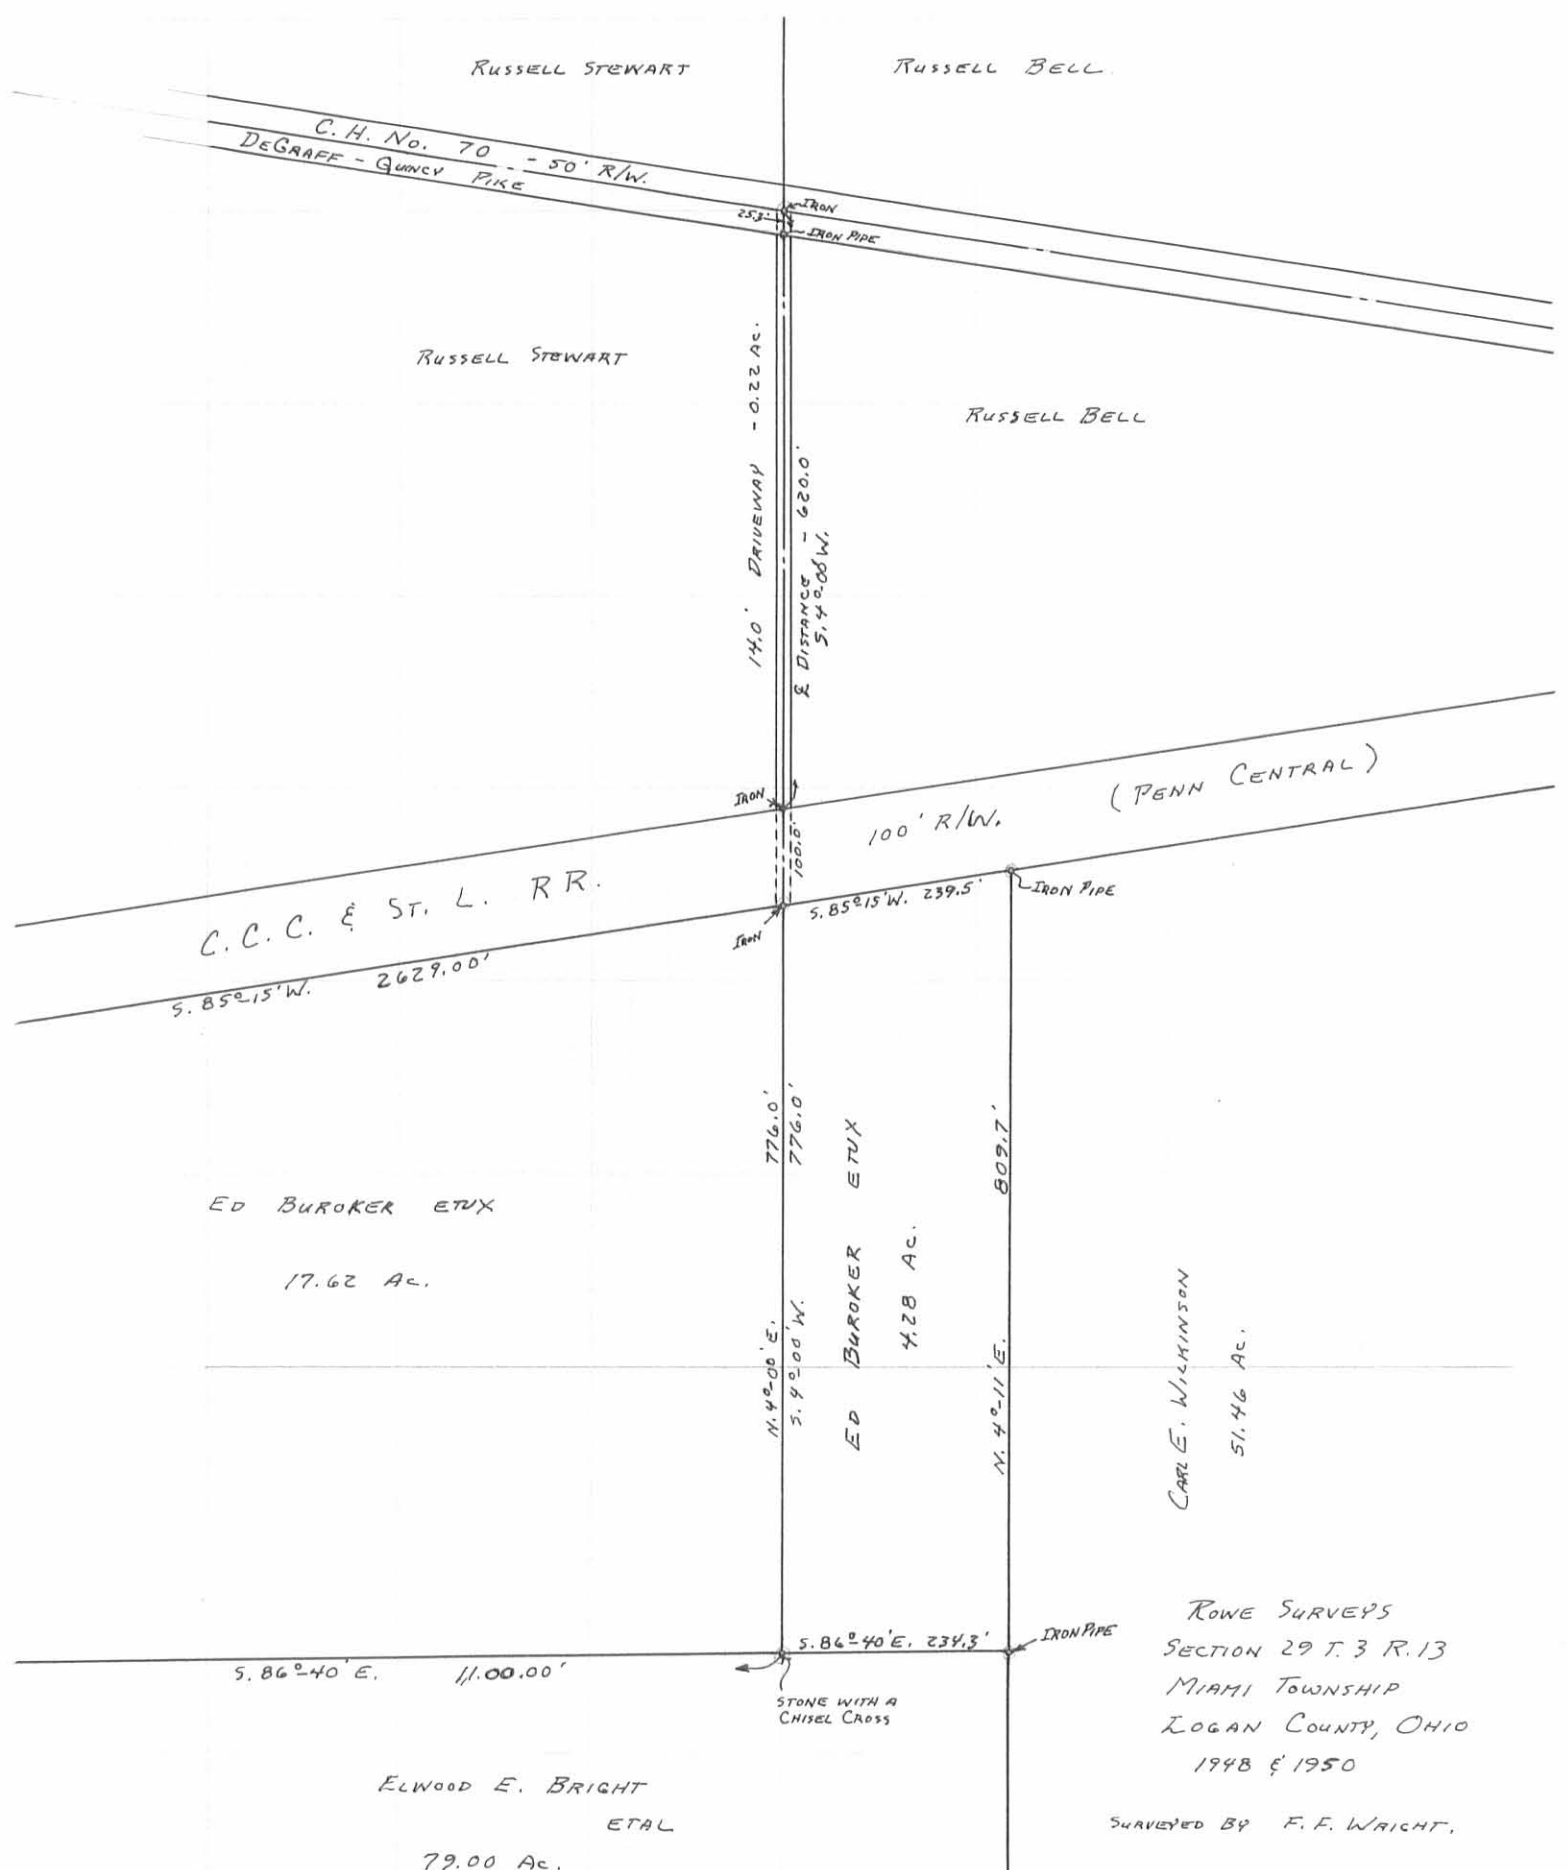 RUSSELL STEWART
RUSSELL BELL
C.H. No. 70 - 50' R/W.
DEGRAFF - QUINCY PIKE
IRON
25.3'
IRON PIPE
RUSSELL STEWART
RUSSELL BELL
14.0' DRIVEWAY - 0.22 Ac.
℄ DISTANCE - 620.0'
S. 4°-00' W.
(PENN CENTRAL)
100' R/W.
IRON
100.0'
C.C.C. & ST. L. RR.
S. 85°-15' W. 239.5'
IRON PIPE
IRON
S. 85°-15' W. 2629.00'
776.0'
776.0'
809.7'
ED BUROKER ETUX
17.62 Ac.
ED BUROKER ETUX
4.28 Ac.
N. 4°-00' E.
S. 4°-00' W.
N. 4°-11' E.
CARL E. WILKINSON
51.46 Ac.
S. 86°-40' E. 234.3'
IRON PIPE
S. 86°-40' E. 11.00.00'
STONE WITH A
CHISEL CROSS
ROWE SURVEYS
SECTION 29 T. 3 R. 13
MIAMI TOWNSHIP
LOGAN COUNTY, OHIO
1948 & 1950
SURVEYED BY F. F. WRIGHT.
ELWOOD E. BRIGHT
ETAL
79.00 Ac.